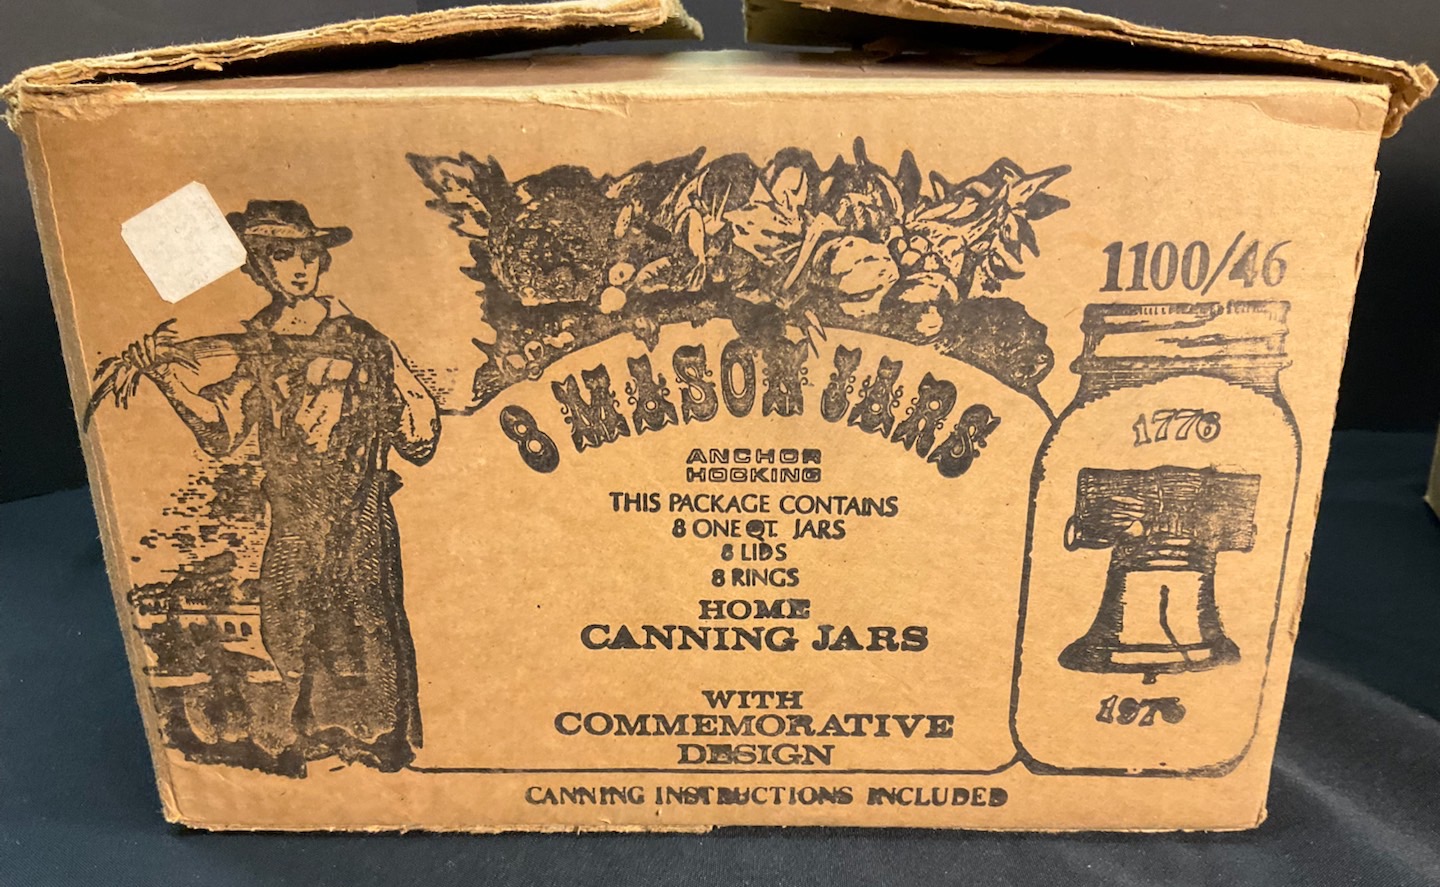 8 MASON JARS
ANCHOR
HOCKING
THIS PACKAGE CONTAINS
8 ONE QT. JARS
8 LIDS
8 RINGS
HOME
CANNING JARS
WITH
COMMEMORATIVE
DESIGN
CANNING INSTRUCTIONS INCLUDED
1100/46
1776
1976